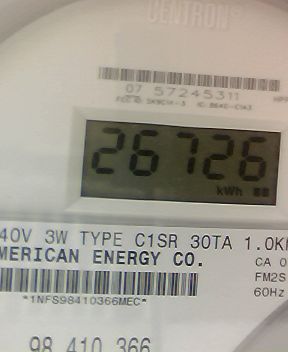 CENTRON®
07 57245311
26726
kWh
40V 3W TYPE C1SR 30TA 1.0K
MERICAN ENERGY CO.
CA 0
FM2S
*1NFS98410366MEC*
60Hz
98 410 366